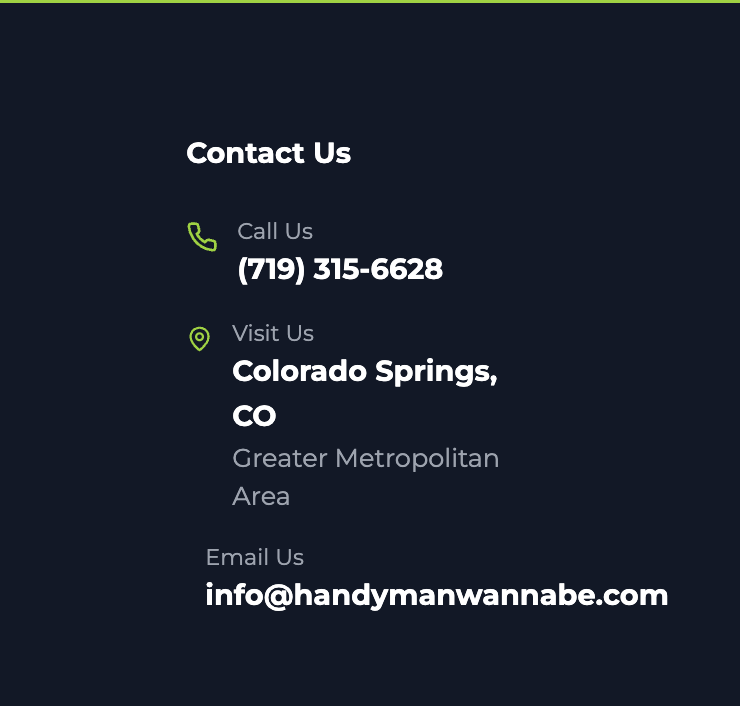 Contact Us
Call Us
(719) 315-6628
Visit Us
Colorado Springs,
CO
Greater Metropolitan
Area
Email Us
info@handymanwannabe.com